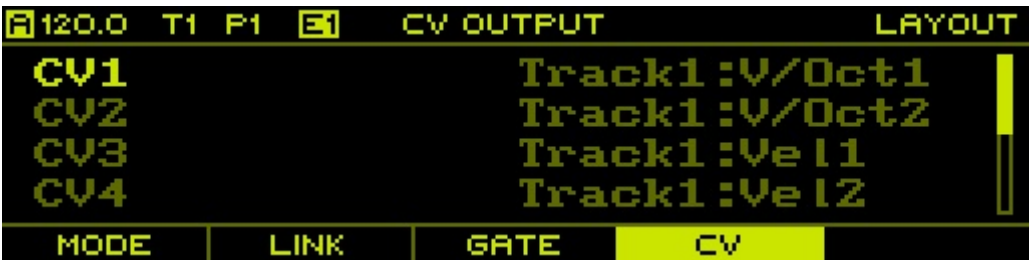 A 120.0 T1 P1 E1 CV OUTPUT LAYOUT
CV1 Track1:V/Oct1
CV2 Track1:V/Oct2
CV3 Track1:Vel1
CV4 Track1:Vel2
MODE LINK GATE CV